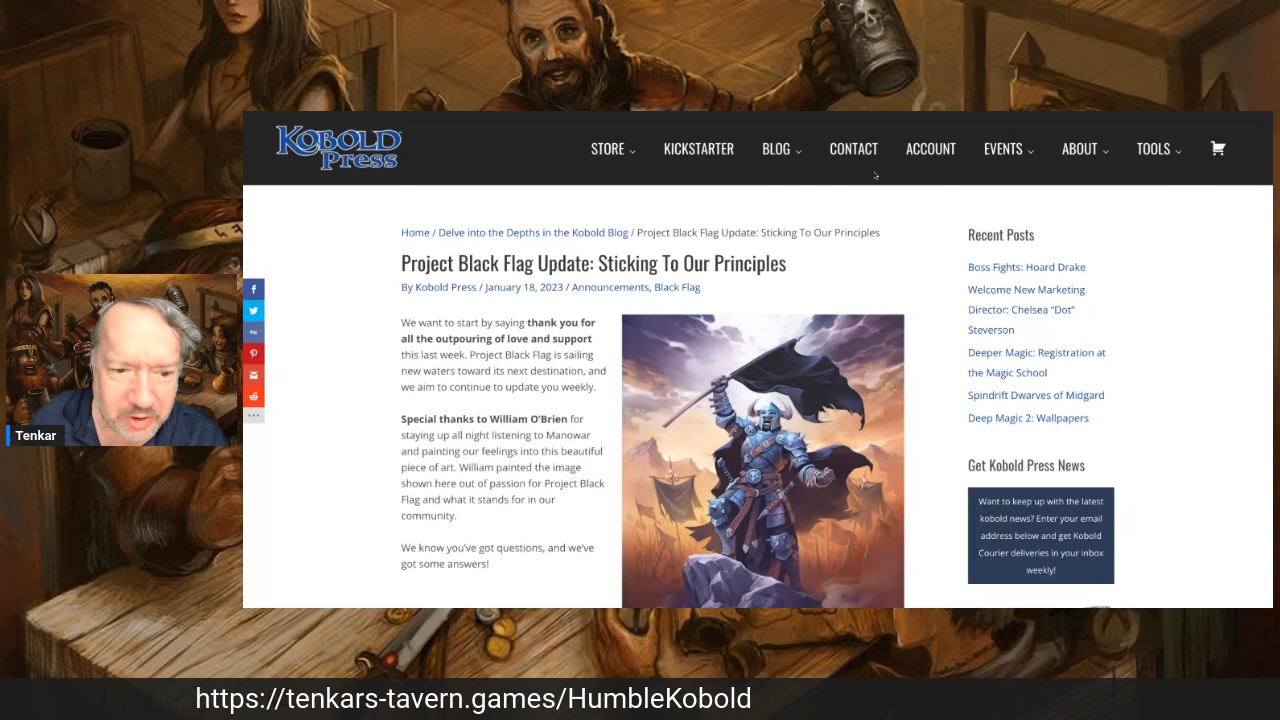 KOBOLD
Press
STORE
KICKSTARTER
BLOG
CONTACT
ACCOUNT
EVENTS
ABOUT
TOOLS
Home / Delve into the Depths in the Kobold Blog / Project Black Flag Update: Sticking To Our Principles
Project Black Flag Update: Sticking To Our Principles
By Kobold Press / January 18, 2023 / Announcements, Black Flag
We want to start by saying thank you for
all the outpouring of love and support
this last week. Project Black Flag is sailing
new waters toward its next destination, and
we aim to continue to update you weekly.
Special thanks to William O'Brien for
staying up all night listening to Manowar
and painting our feelings into this beautiful
piece of art. William painted the image
shown here out of passion for Project Black
Flag and what it stands for in our
community.
We know you've got questions, and we've
got some answers!
Recent Posts
Boss Fights: Hoard Drake
Welcome New Marketing
Director: Chelsea “Dot”
Steverson
Deeper Magic: Registration at
the Magic School
Spindrift Dwarves of Midgard
Deep Magic 2: Wallpapers
Get Kobold Press News
Want to keep up with the latest
kobold news? Enter your email
address below and get Kobold
Courier deliveries in your inbox
weekly!
Tenkar
https://tenkars-tavern.games/HumbleKobold